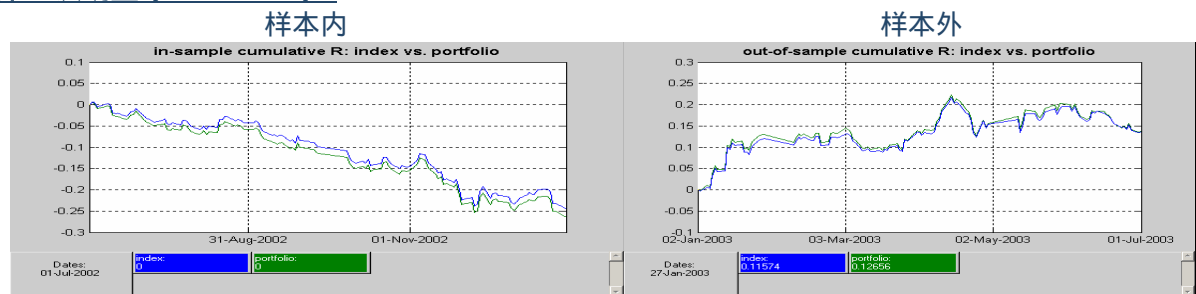 样本内
样本外
in-sample cumulative R: index vs. portfolio
0.1
0.05
0
-0.05
-0.1
-0.15
-0.2
-0.25
-0.3
31-Aug-2002
01-Nov-2002
Dates:
01-Jul-2002
index:
0
portfolio:
0
out-of-sample cumulative R: index vs. portfolio
0.3
0.25
0.2
0.15
0.1
0.05
0
-0.05
-0.1
02-Jan-2003
03-Mar-2003
02-May-2003
01-Jul-2003
Dates:
27-Jan-2003
index:
0.11574
portfolio:
0.12656